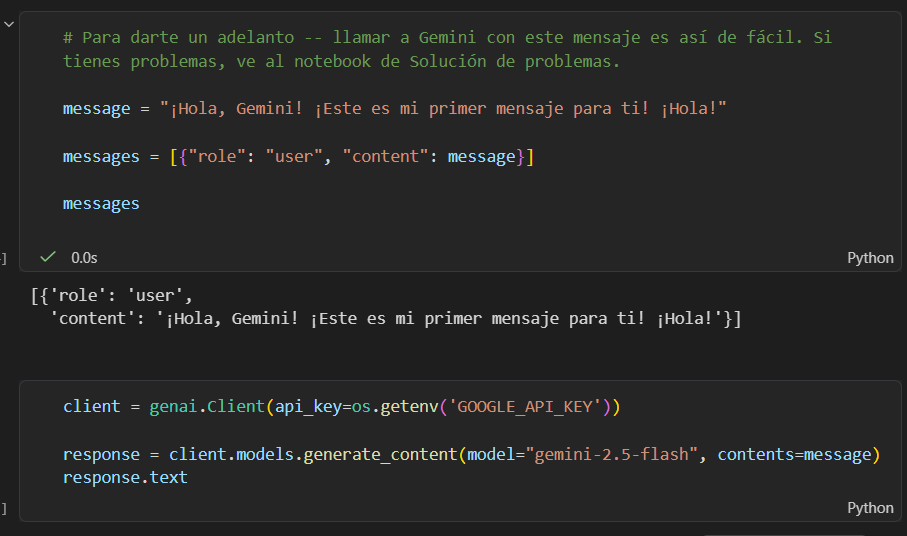 # Para darte un adelanto -- llamar a Gemini con este mensaje es así de fácil. Si
tienes problemas, ve al notebook de Solución de problemas.
message = "¡Hola, Gemini! ¡Este es mi primer mensaje para ti! ¡Hola!"
messages = [{"role": "user", "content": message}]
messages
0.0s
Python
[{'role': 'user',
'content': '¡Hola, Gemini! ¡Este es mi primer mensaje para ti! ¡Hola!'}]
client = genai.Client(api_key=os.getenv('GOOGLE_API_KEY'))
response = client.models.generate_content(model="gemini-2.5-flash", contents=message)
response.text
Python